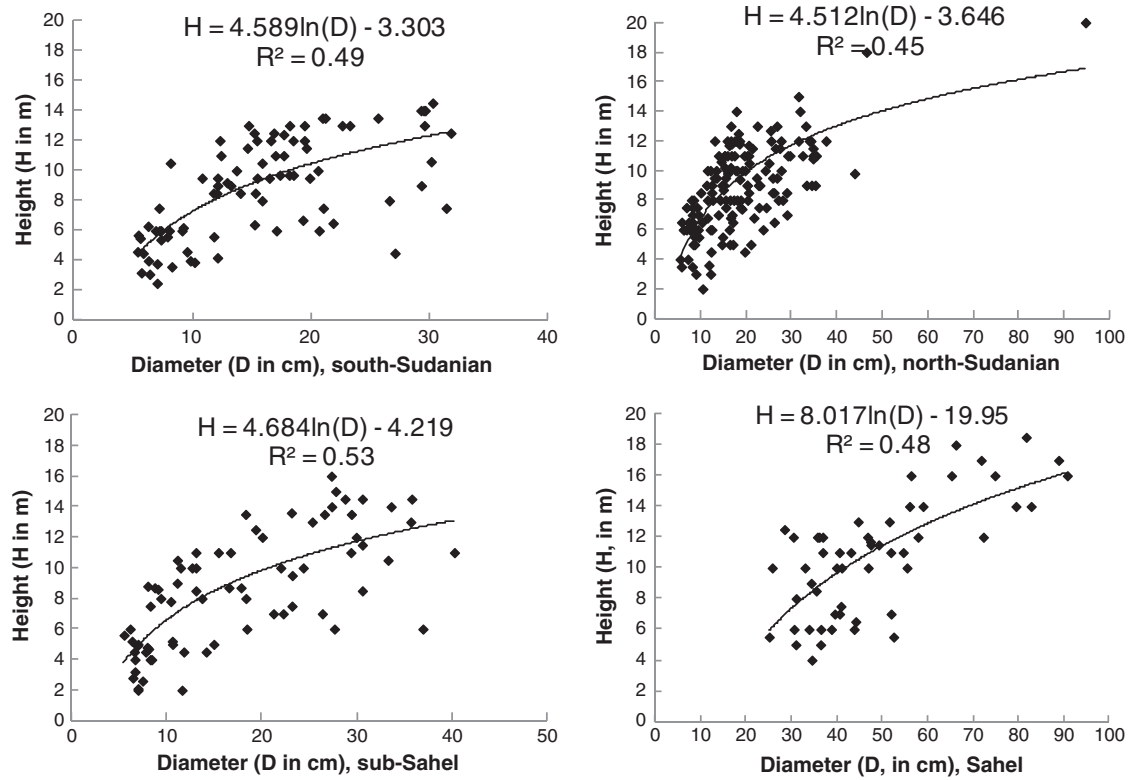 H = 4.589ln(D) - 3.303
R² = 0.49
20
18
16
14
12
10
8
6
4
2
0
Height (H in m)
0 10 20 30 40
Diameter (D in cm), south-Sudanian
H = 4.512ln(D) - 3.646
R² = 0.45
20
18
16
14
12
10
8
6
4
2
0
Height (H in m)
0 10 20 30 40 50 60 70 80 90 100
Diameter (D in cm), north-Sudanian
H = 4.684ln(D) - 4.219
R² = 0.53
20
18
16
14
12
10
8
6
4
2
0
Height (H in m)
0 10 20 30 40 50
Diameter (D in cm), sub-Sahel
H = 8.017ln(D) - 19.95
R² = 0.48
20
18
16
14
12
10
8
6
4
2
0
Height (H, in m)
0 10 20 30 40 50 60 70 80 90 100
Diameter (D, in cm), Sahel